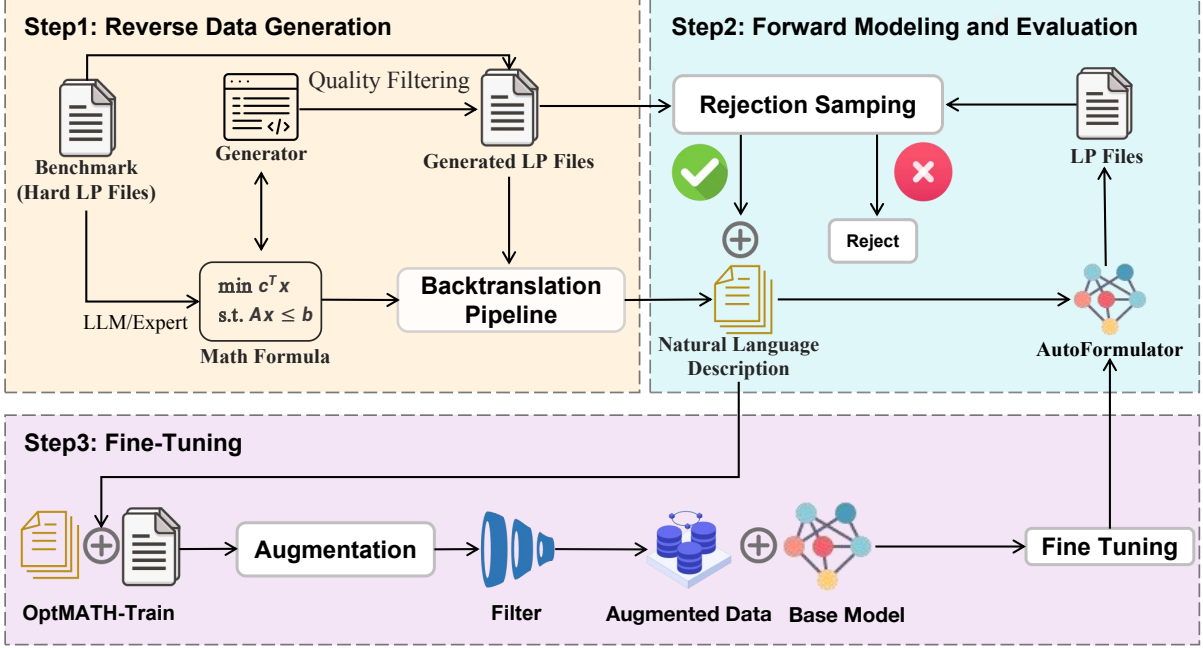 Step1: Reverse Data Generation
Quality Filtering
Benchmark
(Hard LP Files)
Generator
Generated LP Files
LLM/Expert
min c^T x
s.t. Ax ≤ b
Math Formula
Backtranslation
Pipeline
Step2: Forward Modeling and Evaluation
Rejection Samping
LP Files
Reject
Natural Language
Description
AutoFormulator
Step3: Fine-Tuning
OptMATH-Train
Augmentation
Filter
Augmented Data
Base Model
Fine Tuning